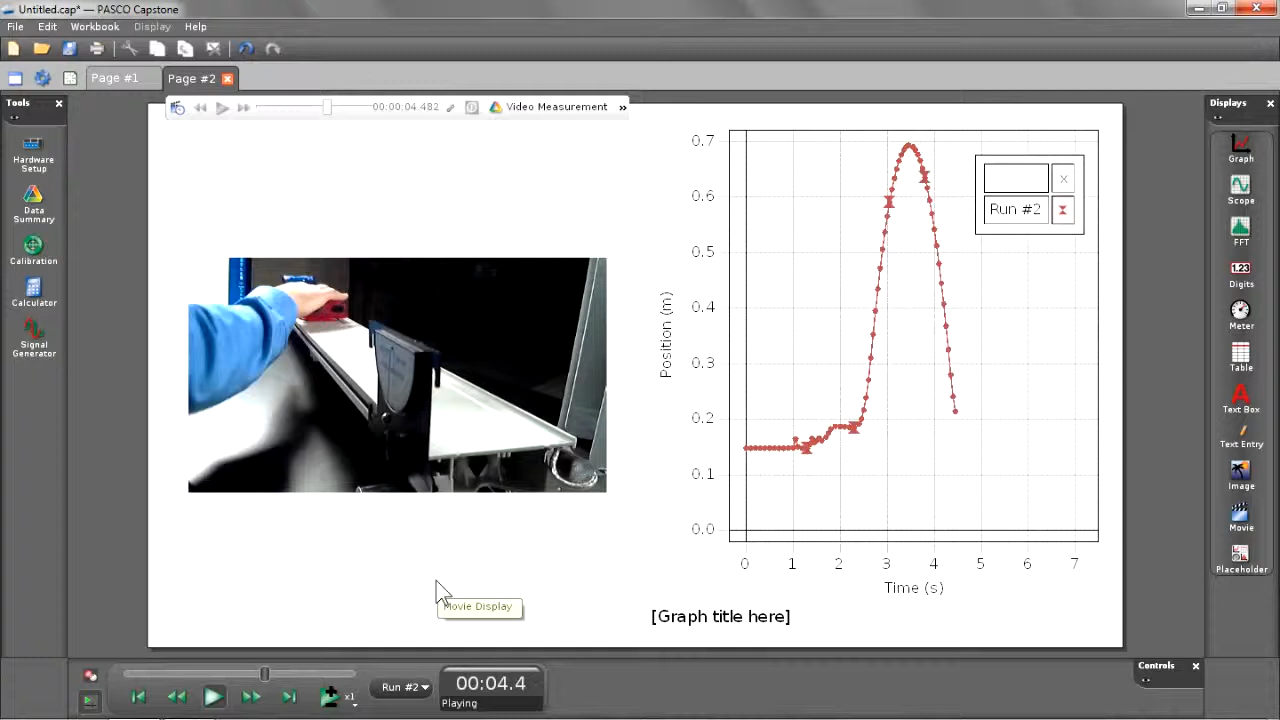 Untitled.cap* — PASCO Capstone
File Edit Workbook Display Help
Page #1 Page #2
Tools
Displays
00:00:04.482 Video Measurement »
Hardware
Setup
Data
Summary
Calibration
Calculator
Signal
Generator
0.7
0.6
0.5
0.4
0.3
0.2
0.1
0.0
Position (m)
Run #2
0 1 2 3 4 5 6 7
Time (s)
[Graph title here]
Movie Display
Graph
Scope
FFT
1.23
Digits
Meter
Table
A
Text Box
Text Entry
Image
Movie
Placeholder
x1
Run #2
00:04.4
Playing
Controls